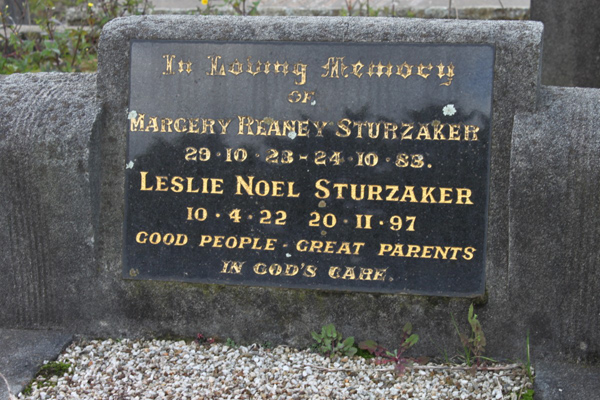 In Loving Memory
OF
MARGERY HEANEY STURZAKER
29·10·23-24·10·83.
LESLIE NOEL STURZAKER
10·4·22 20·11·97
GOOD PEOPLE - GREAT PARENTS
IN GOD'S CARE.